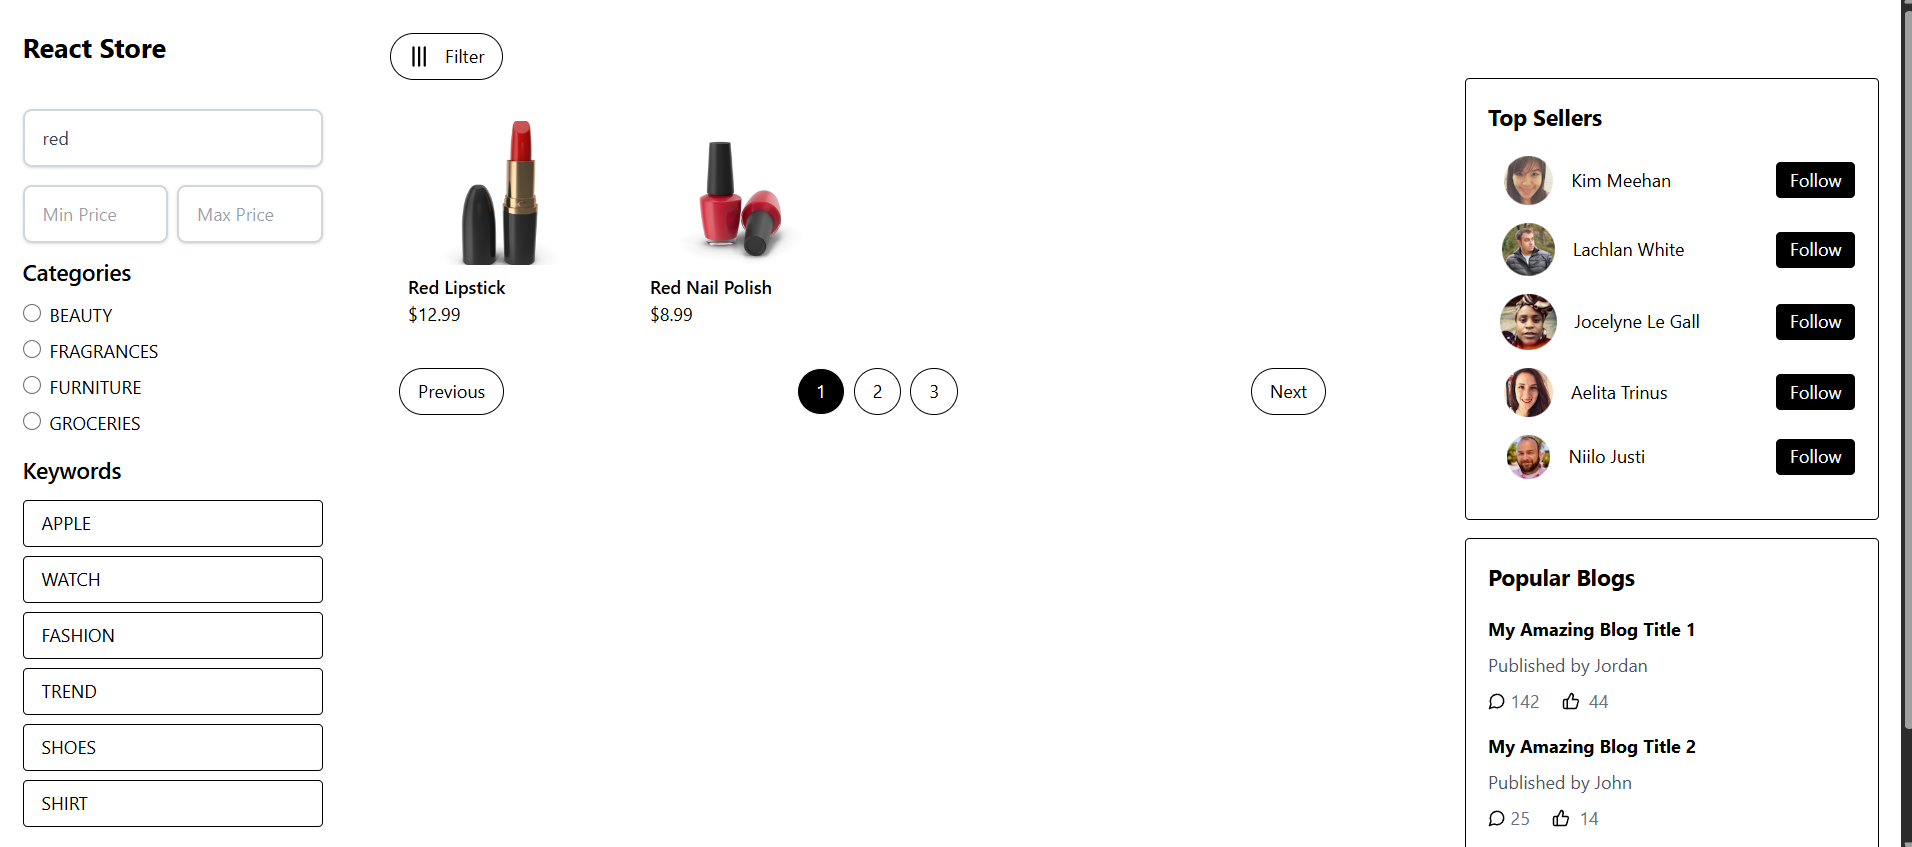 React Store
red
Min Price
Max Price
Categories
BEAUTY
FRAGRANCES
FURNITURE
GROCERIES
Keywords
APPLE
WATCH
FASHION
TREND
SHOES
SHIRT
Filter
Red Lipstick
$12.99
Red Nail Polish
$8.99
Previous
1
2
3
Next
Top Sellers
Kim Meehan
Follow
Lachlan White
Follow
Jocelyne Le Gall
Follow
Aelita Trinus
Follow
Niilo Justi
Follow
Popular Blogs
My Amazing Blog Title 1
Published by Jordan
142 44
My Amazing Blog Title 2
Published by John
25 14